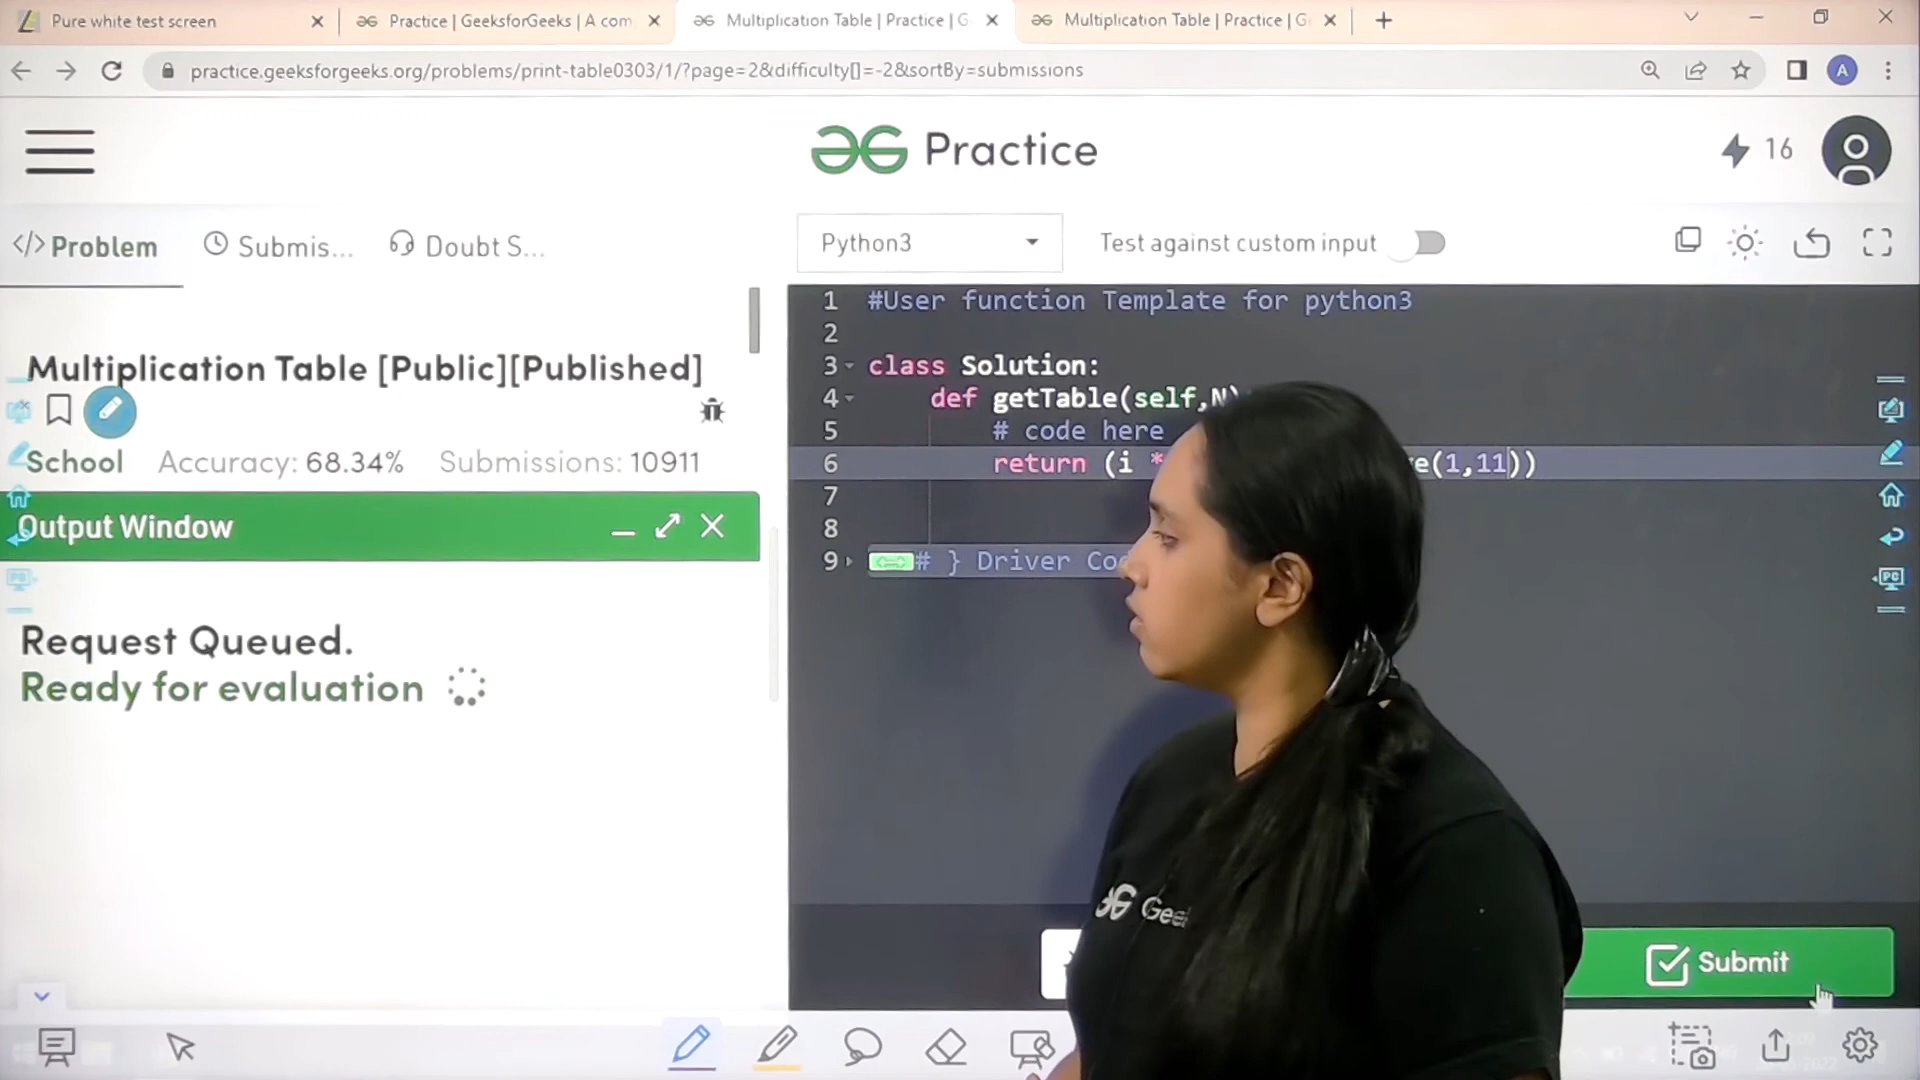 Pure white test screen
Practice | GeeksforGeeks | A com
Multiplication Table | Practice | G
Multiplication Table | Practice | G
practice.geeksforgeeks.org/problems/print-table0303/1/?page=2&difficulty[]=-2&sortBy=submissions
A
Practice
16
</> Problem
Submis...
Doubt S...
Python3
Test against custom input
Multiplication Table [Public][Published]
School
Accuracy: 68.34%
Submissions: 10911
Output Window
Request Queued.
Ready for evaluation
1 #User function Template for python3
2
3 class Solution:
4 def getTable(self,N)
5 # code here
6 return (i * e(1,11))
7
8
9 # } Driver Co
Submit
PC
Gee